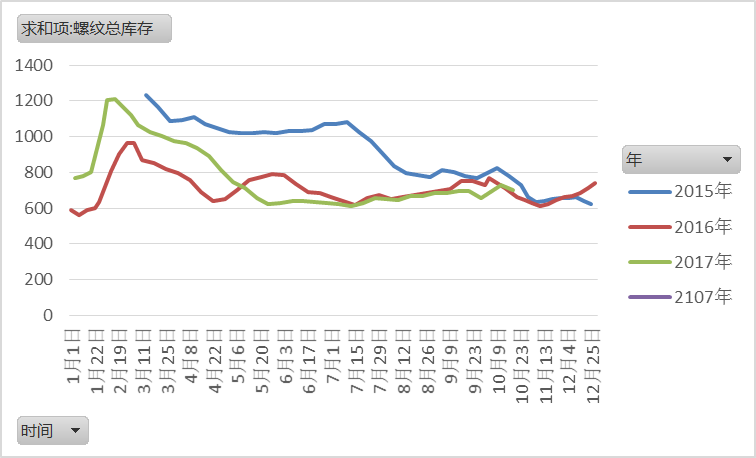 求和项:螺纹总库存
1400
1200
1000
800
600
400
200
0
1月1日
1月22日
2月19日
3月11日
3月25日
4月8日
4月22日
5月6日
5月20日
6月3日
6月17日
7月1日
7月15日
7月29日
8月12日
8月26日
9月9日
9月23日
10月9日
10月23日
11月13日
12月4日
12月25日
年
2015年
2016年
2017年
2107年
时间